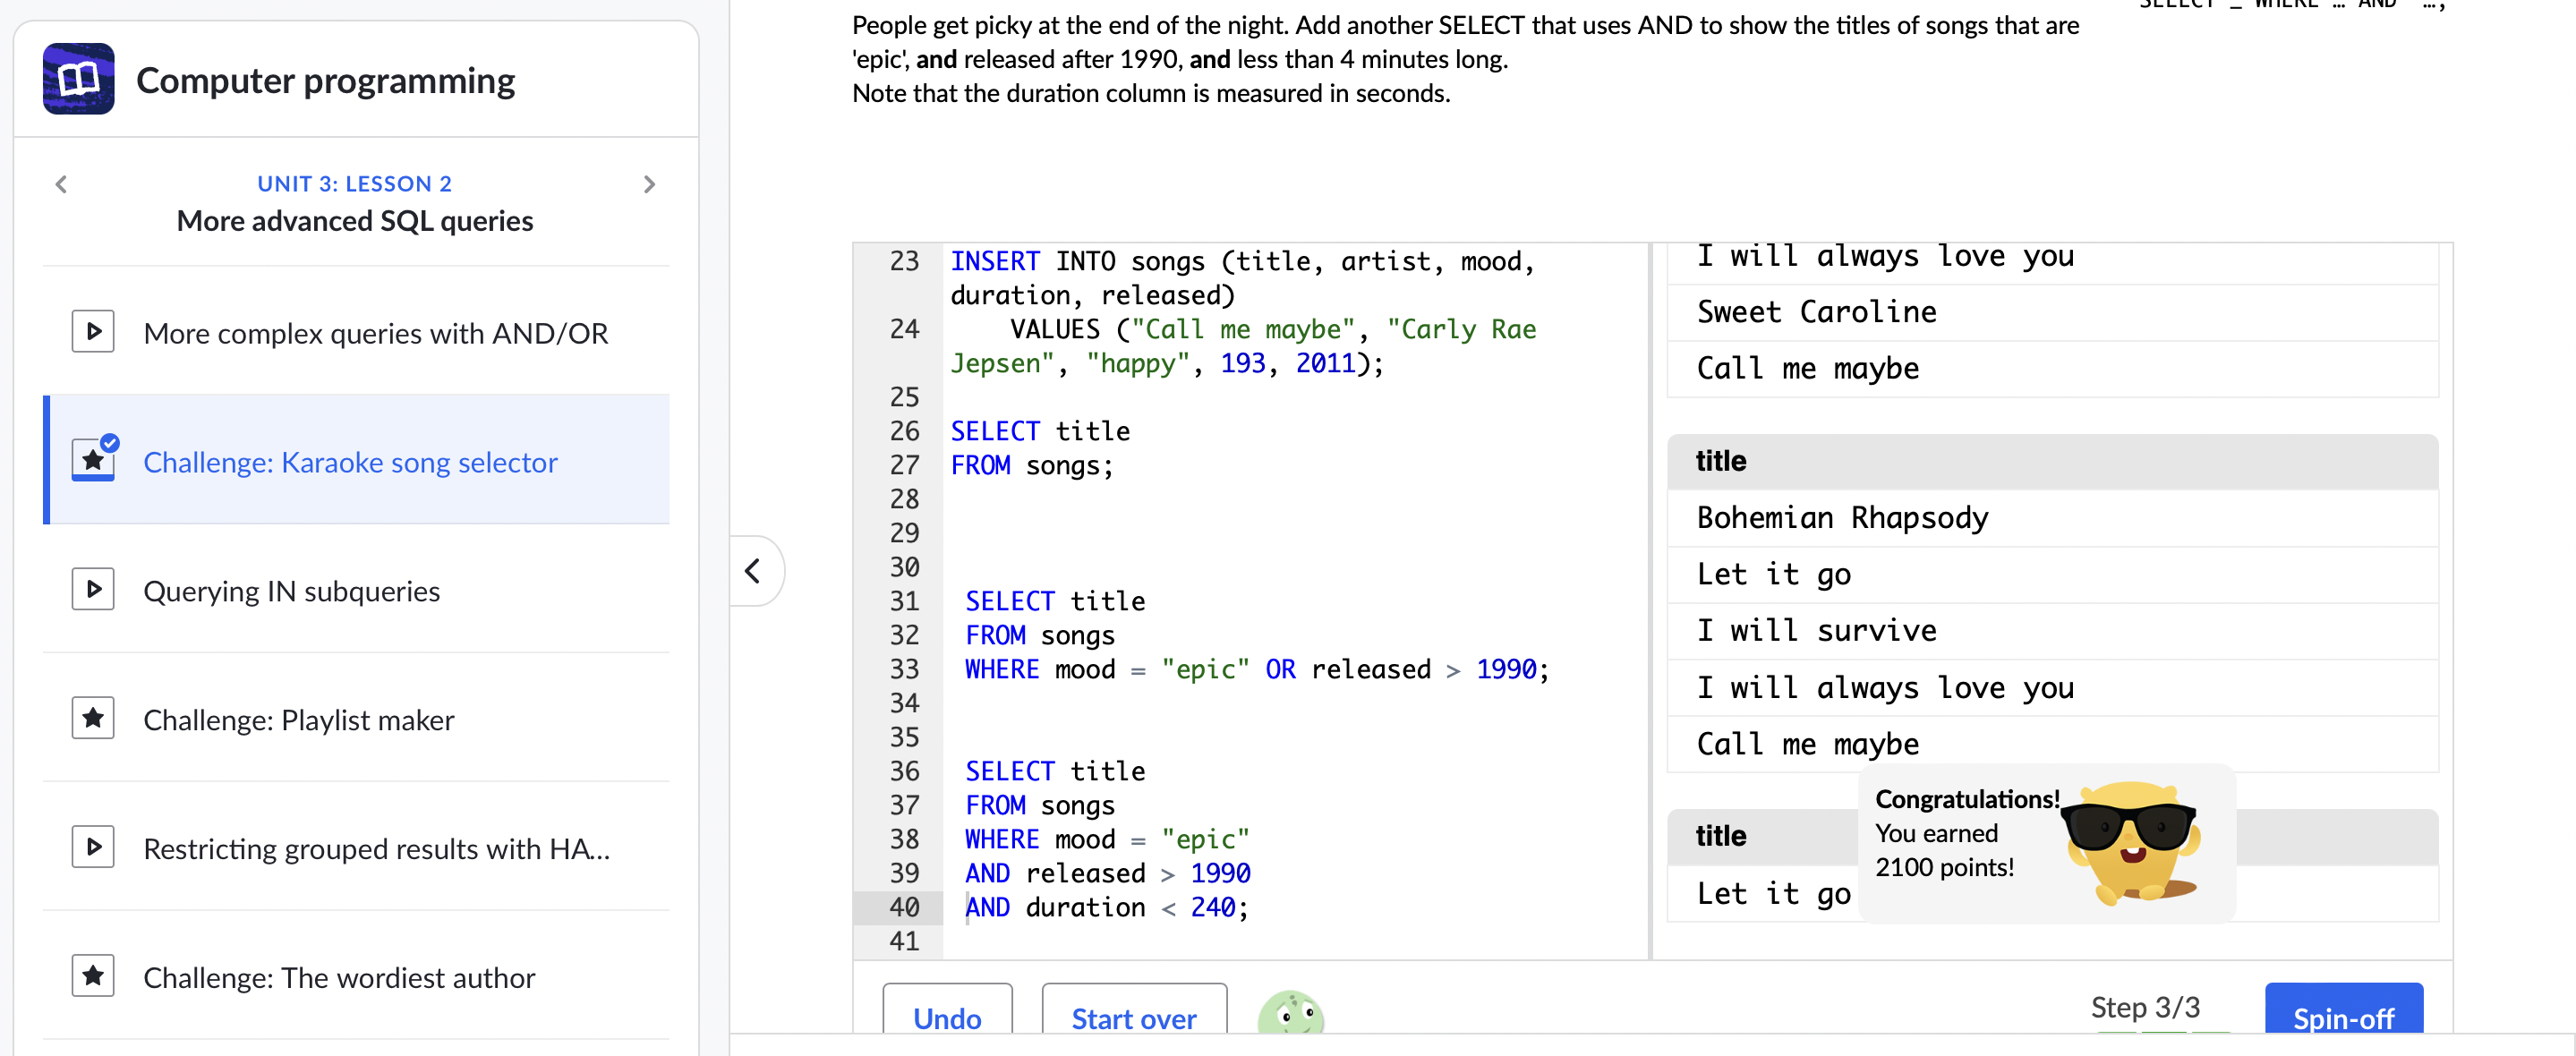 SELECT _ WHERE … AND …;
Computer programming
UNIT 3: LESSON 2
More advanced SQL queries
More complex queries with AND/OR
Challenge: Karaoke song selector
Querying IN subqueries
Challenge: Playlist maker
Restricting grouped results with HA...
Challenge: The wordiest author
People get picky at the end of the night. Add another SELECT that uses AND to show the titles of songs that are
'epic', and released after 1990, and less than 4 minutes long.
Note that the duration column is measured in seconds.
23 INSERT INTO songs (title, artist, mood,
duration, released)
24 VALUES ("Call me maybe", "Carly Rae
Jepsen", "happy", 193, 2011);
25
26 SELECT title
27 FROM songs;
28
29
30
31 SELECT title
32 FROM songs
33 WHERE mood = "epic" OR released > 1990;
34
35
36 SELECT title
37 FROM songs
38 WHERE mood = "epic"
39 AND released > 1990
40 AND duration < 240;
41
I will always love you
Sweet Caroline
Call me maybe
title
Bohemian Rhapsody
Let it go
I will survive
I will always love you
Call me maybe
title
Let it go
Congratulations!
You earned
2100 points!
Undo
Start over
Step 3/3
Spin-off